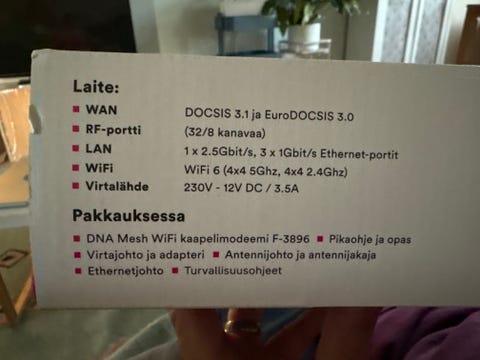 Laite:
WAN DOCSIS 3.1 ja EuroDOCSIS 3.0
RF-portti (32/8 kanavaa)
LAN 1 x 2.5Gbit/s, 3 x 1Gbit/s Ethernet-portit
WiFi WiFi 6 (4x4 5Ghz, 4x4 2.4Ghz)
Virtalähde 230V - 12V DC / 3.5A
Pakkauksessa
DNA Mesh WiFi kaapelimodeemi F-3896 Pikaohje ja opas
Virtajohto ja adapteri Antennijohto ja antennijakaja
Ethernetjohto Turvallisuusohjeet